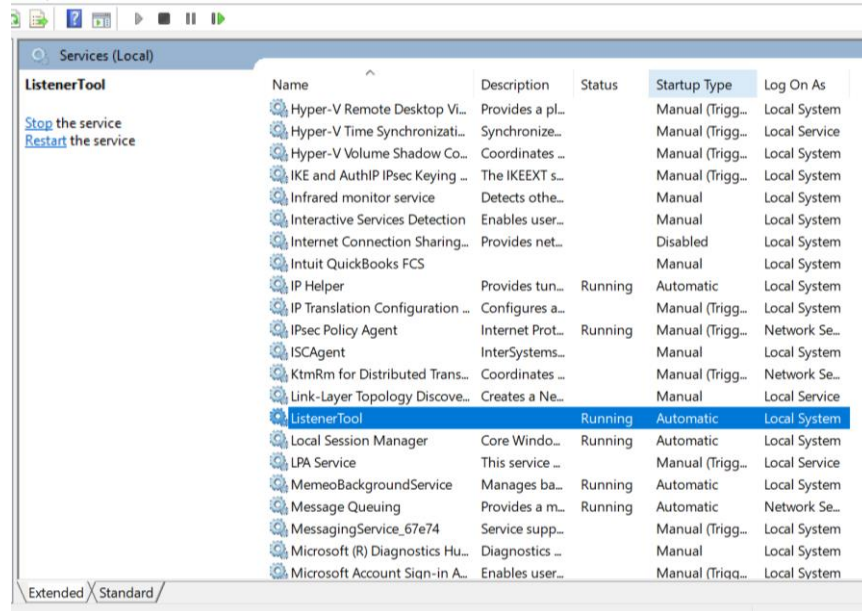 Services (Local)
ListenerTool
Stop the service
Restart the service
Name Description Status Startup Type Log On As
Hyper-V Remote Desktop Vi... Provides a pl... Manual (Trigg... Local System
Hyper-V Time Synchronizati... Synchronize... Manual (Trigg... Local Service
Hyper-V Volume Shadow Co... Coordinates ... Manual (Trigg... Local System
IKE and AuthIP IPsec Keying ... The IKEEXT s... Manual (Trigg... Local System
Infrared monitor service Detects othe... Manual Local System
Interactive Services Detection Enables user... Manual Local System
Internet Connection Sharing... Provides net... Disabled Local System
Intuit QuickBooks FCS Manual Local System
IP Helper Provides tun... Running Automatic Local System
IP Translation Configuration ... Configures a... Manual (Trigg... Local System
IPsec Policy Agent Internet Prot... Running Manual (Trigg... Network Se...
ISCAgent InterSystems... Manual Local System
KtmRm for Distributed Trans... Coordinates ... Manual (Trigg... Network Se...
Link-Layer Topology Discove... Creates a Ne... Manual Local Service
ListenerTool Running Automatic Local System
Local Session Manager Core Windo... Running Automatic Local System
LPA Service This service ... Manual (Trigg... Local Service
MemeoBackgroundService Manages ba... Running Automatic Local System
Message Queuing Provides a m... Running Automatic Network Se...
MessagingService_67e74 Service supp... Manual (Trigg... Local System
Microsoft (R) Diagnostics Hu... Diagnostics ... Manual Local System
Microsoft Account Sign-in A... Enables user... Manual (Trigg... Local System
Extended Standard